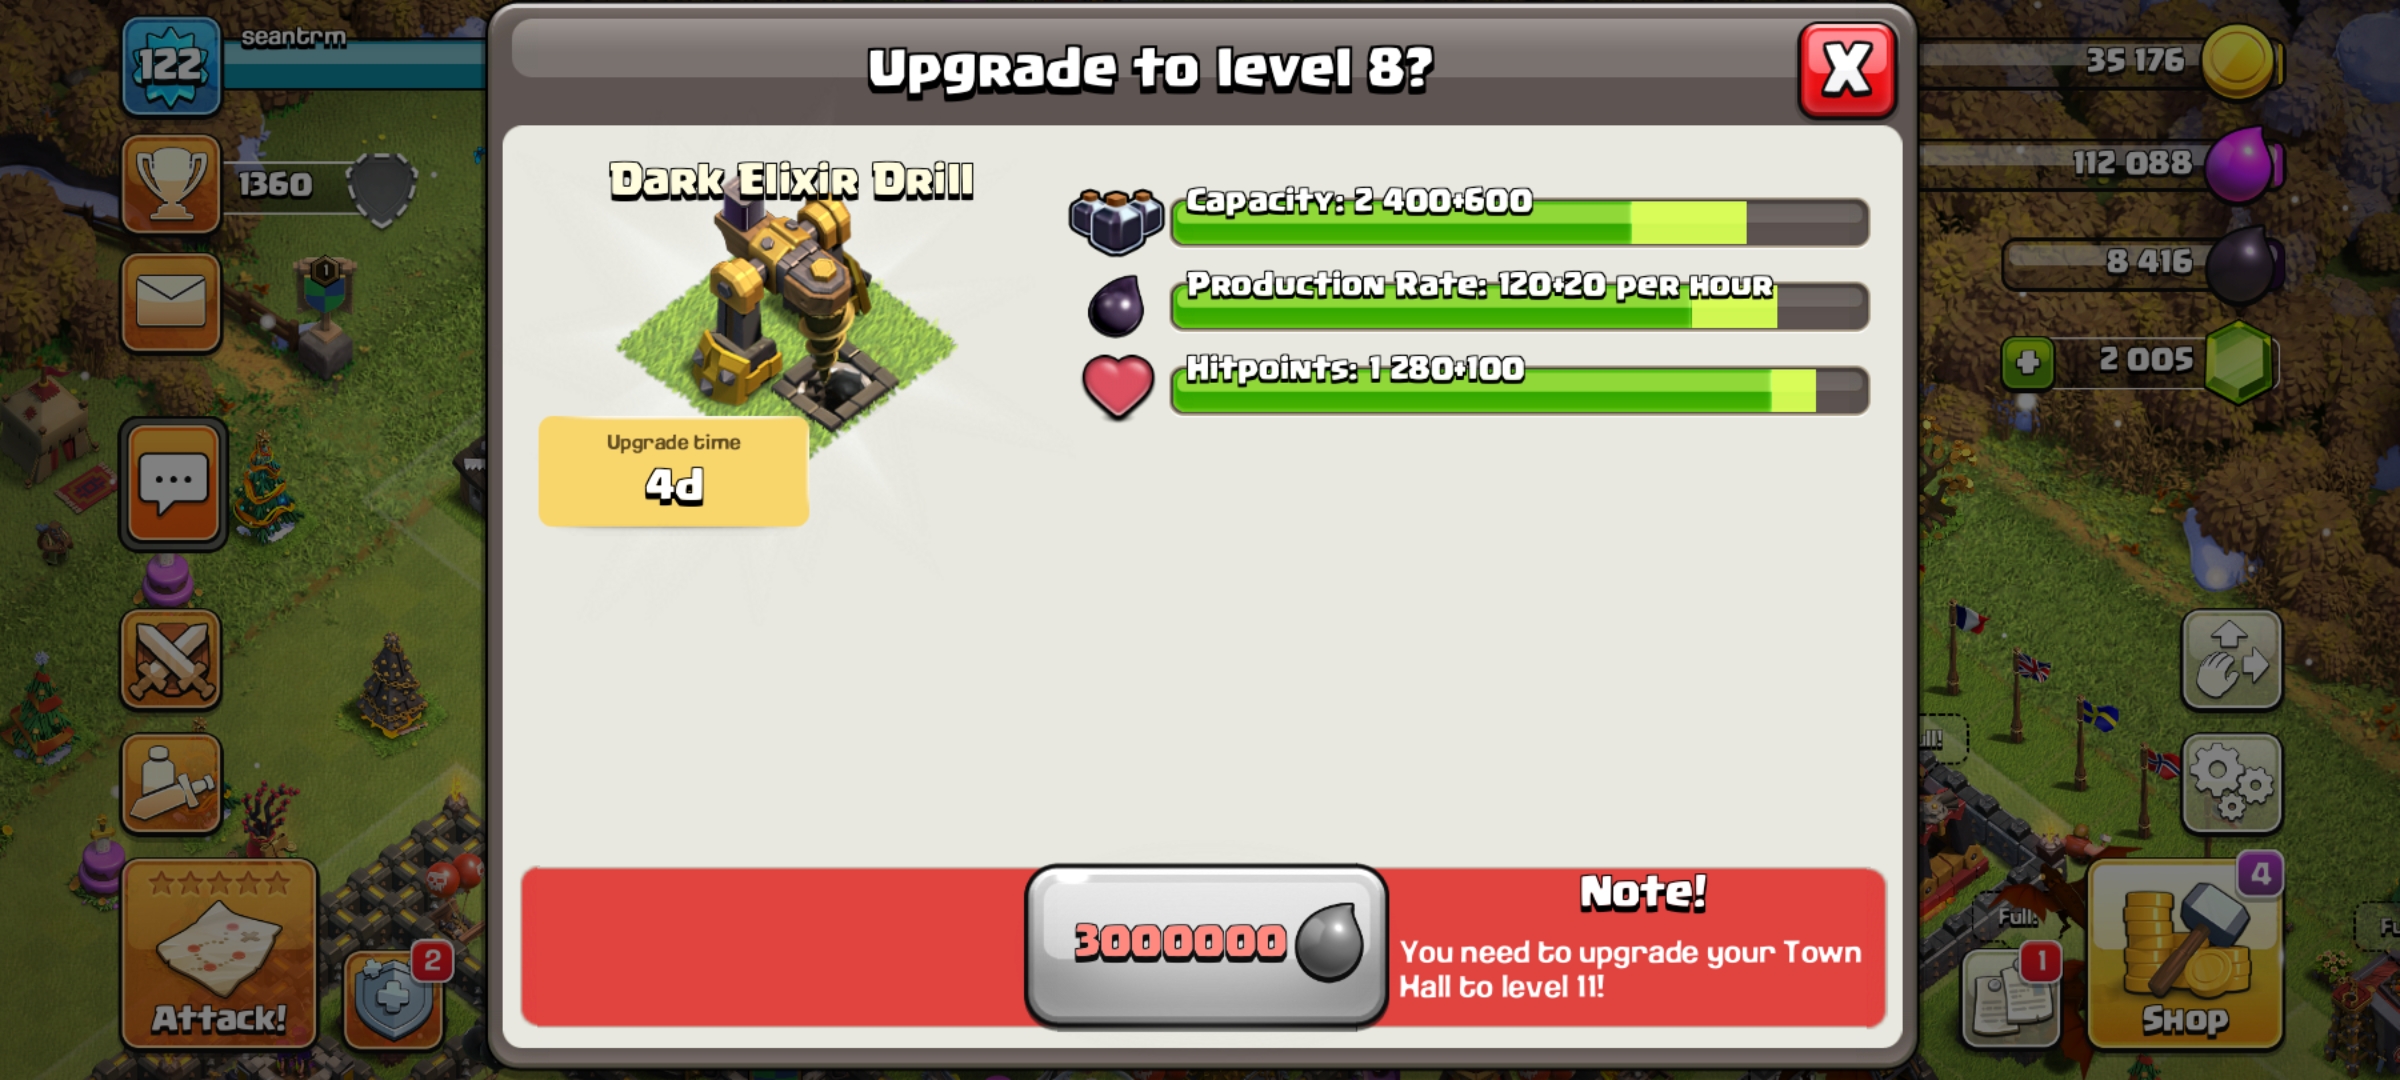 122
seantrm
Upgrade to level 8?
X
35 176
1360
Dark Elixir Drill
Capacity: 2 400+600
112 088
Production Rate: 120+20 per hour
8 416
1
Hitpoints: 1 280+100
2 005
Upgrade time
4d
3000000
Note!
You need to upgrade your Town
Hall to level 11!
Attack!
2
Full!
1
4
Shop